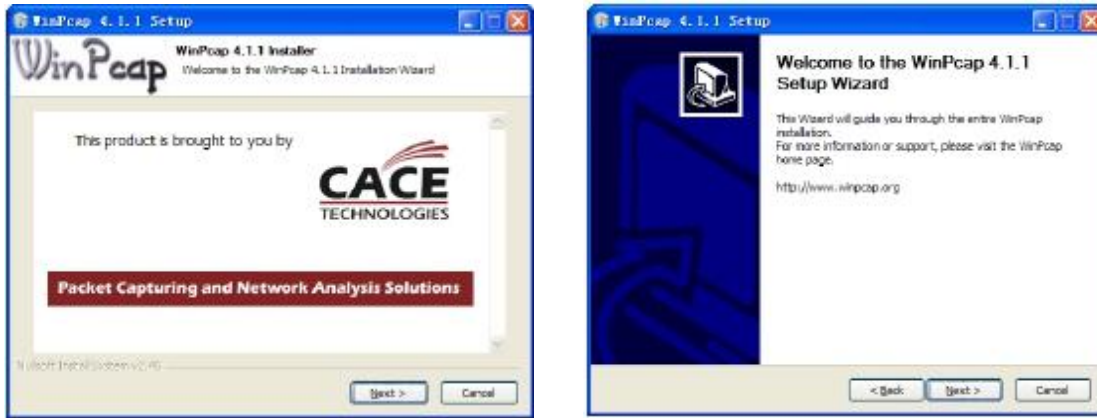 WinPcap 4.1.1 Setup
WinPcap
WinPcap 4.1.1 Installer
Welcome to the WinPcap 4.1.1 Installation Wizard
This product is brought to you by
CACE
TECHNOLOGIES
Packet Capturing and Network Analysis Solutions
Nullsoft Install System v2.46
Next >
Cancel
WinPcap 4.1.1 Setup
Welcome to the WinPcap 4.1.1
Setup Wizard
This Wizard will guide you through the entire WinPcap
installation.
For more information or support, please visit the WinPcap
home page.
http://www.winpcap.org
< Back
Next >
Cancel